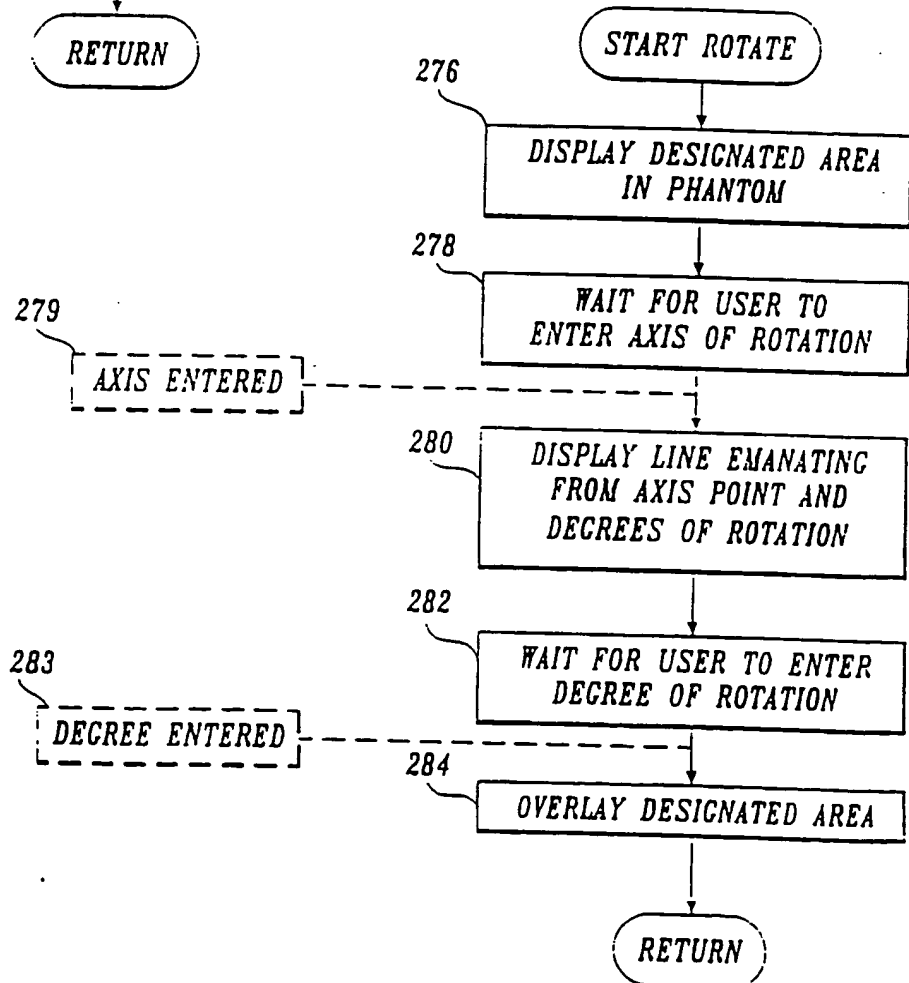 RETURN
START ROTATE
276
DISPLAY DESIGNATED AREA
IN PHANTOM
278
WAIT FOR USER TO
ENTER AXIS OF ROTATION
279
AXIS ENTERED
280
DISPLAY LINE EMANATING
FROM AXIS POINT AND
DEGREES OF ROTATION
282
WAIT FOR USER TO ENTER
DEGREE OF ROTATION
283
DEGREE ENTERED
284
OVERLAY DESIGNATED AREA
RETURN